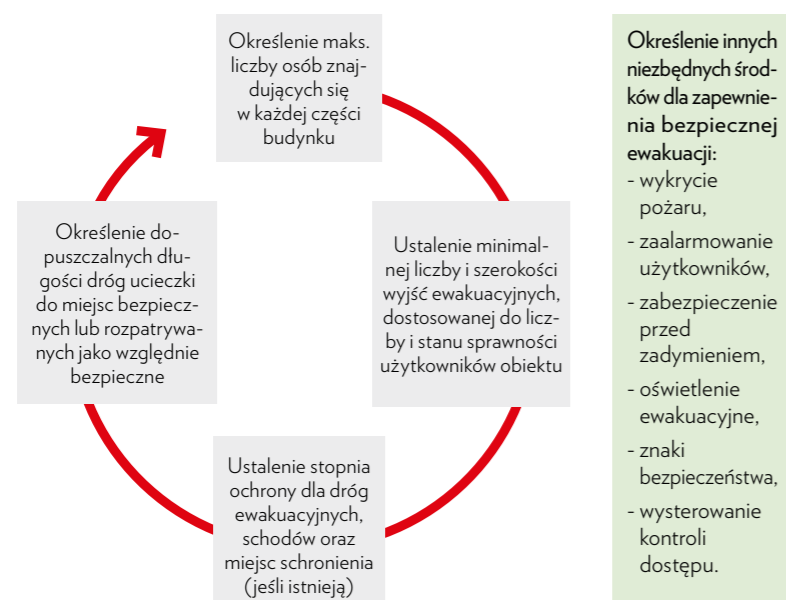 Określenie maks.
liczby osób znaj-
dujących się
w każdej części
budynku
Ustalenie minimal-
nej liczby i szerokości
wyjść ewakuacyjnych,
dostosowanej do licz-
by i stanu sprawności
użytkowników obiektu
Ustalenie stopnia
ochrony dla dróg
ewakuacyjnych,
schodów oraz
miejsc schronienia
(jeśli istnieją)
Określenie do-
puszczalnych dłu-
gości dróg ucieczki
do miejsc bezpiecz-
nych lub rozpatrywa-
nych jako względnie
bezpieczne
Określenie innych
niezbędnych środ-
ków dla zapewnie-
nia bezpiecznej
ewakuacji:
- wykrycie
pożaru,
- zaalarmowanie
użytkowników,
- zabezpieczenie
przed
zadymieniem,
- oświetlenie
ewakuacyjne,
- znaki
bezpieczeństwa,
- wysterowanie
kontroli
dostępu.